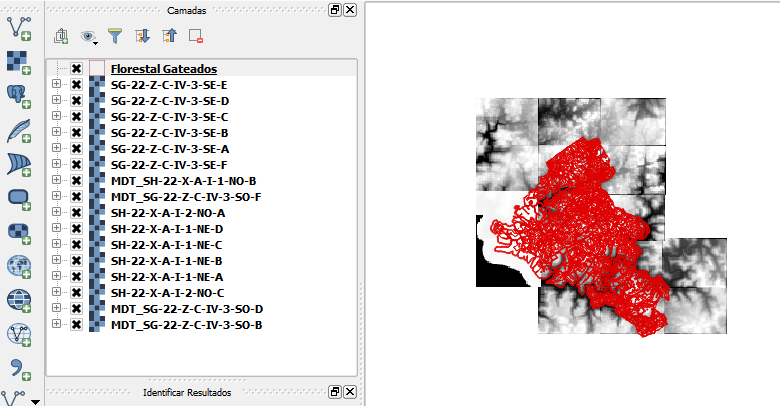 Camadas
Florestal Gateados
SG-22-Z-C-IV-3-SE-E
SG-22-Z-C-IV-3-SE-D
SG-22-Z-C-IV-3-SE-C
SG-22-Z-C-IV-3-SE-B
SG-22-Z-C-IV-3-SE-A
SG-22-Z-C-IV-3-SE-F
MDT_SH-22-X-A-I-1-NO-B
MDT_SG-22-Z-C-IV-3-SO-F
SH-22-X-A-I-2-NO-A
SH-22-X-A-I-1-NE-D
SH-22-X-A-I-1-NE-C
SH-22-X-A-I-1-NE-B
SH-22-X-A-I-1-NE-A
SH-22-X-A-I-2-NO-C
MDT_SG-22-Z-C-IV-3-SO-D
MDT_SG-22-Z-C-IV-3-SO-B
Identificar Resultados